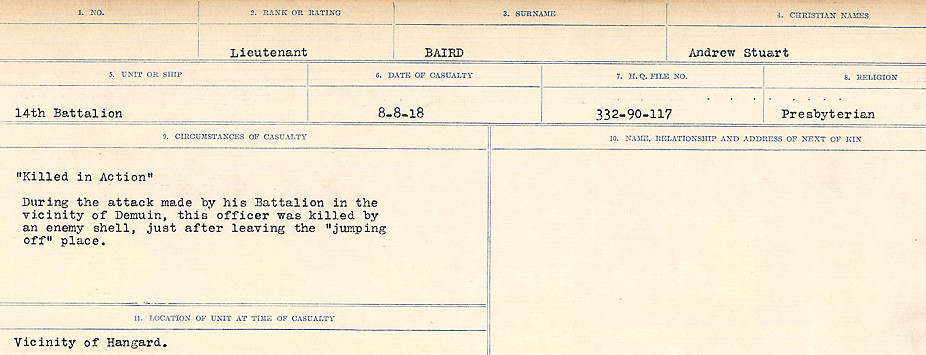 1. NO.
2. RANK OR RATING
3. SURNAME
4. CHRISTIAN NAMES
Lieutenant
BAIRD
Andrew Stuart
5. UNIT OR SHIP
6. DATE OF CASUALTY
7. H.Q. FILE NO.
8. RELIGION
14th Battalion
8-8-18
332-90-117
Presbyterian
9. CIRCUMSTANCES OF CASUALTY
10. NAME, RELATIONSHIP AND ADDRESS OF NEXT OF KIN
"Killed in Action"
During the attack made by his Battalion in the
vicinity of Demuin, this officer was killed by
an enemy shell, just after leaving the "jumping
off" place.
11. LOCATION OF UNIT AT TIME OF CASUALTY
Vicinity of Hangard.